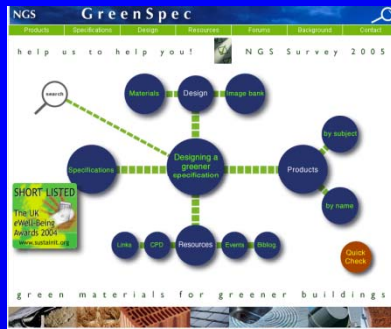 NGS GreenSpec
Products Specifications Design Resources Forums Background Contact
help us to help you! NGS Survey 2005
search
Materials Design Image bank
Designing a
greener
specification
Specifications
Products
by subject
by name
SHORT LISTED
The UK
eWell-Being
Awards 2004
www.sustainit.org
Links CPD Resources Events Biblog
Quick
Check
green materials for greener buildings